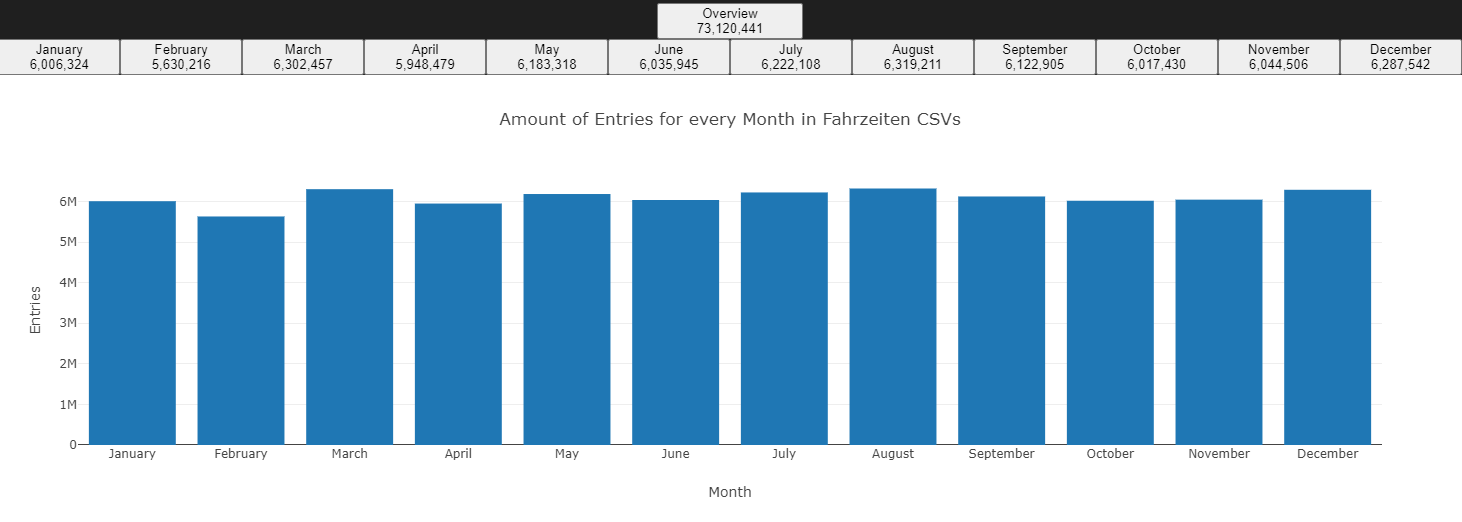 Overview
73,120,441
January February March April May June July August September October November December
6,006,324 5,630,216 6,302,457 5,948,479 6,183,318 6,035,945 6,222,108 6,319,211 6,122,905 6,017,430 6,044,506 6,287,542
Amount of Entries for every Month in Fahrzeiten CSVs
6M
5M
4M
3M
2M
1M
0
Entries
January February March April May June July August September October November December
Month